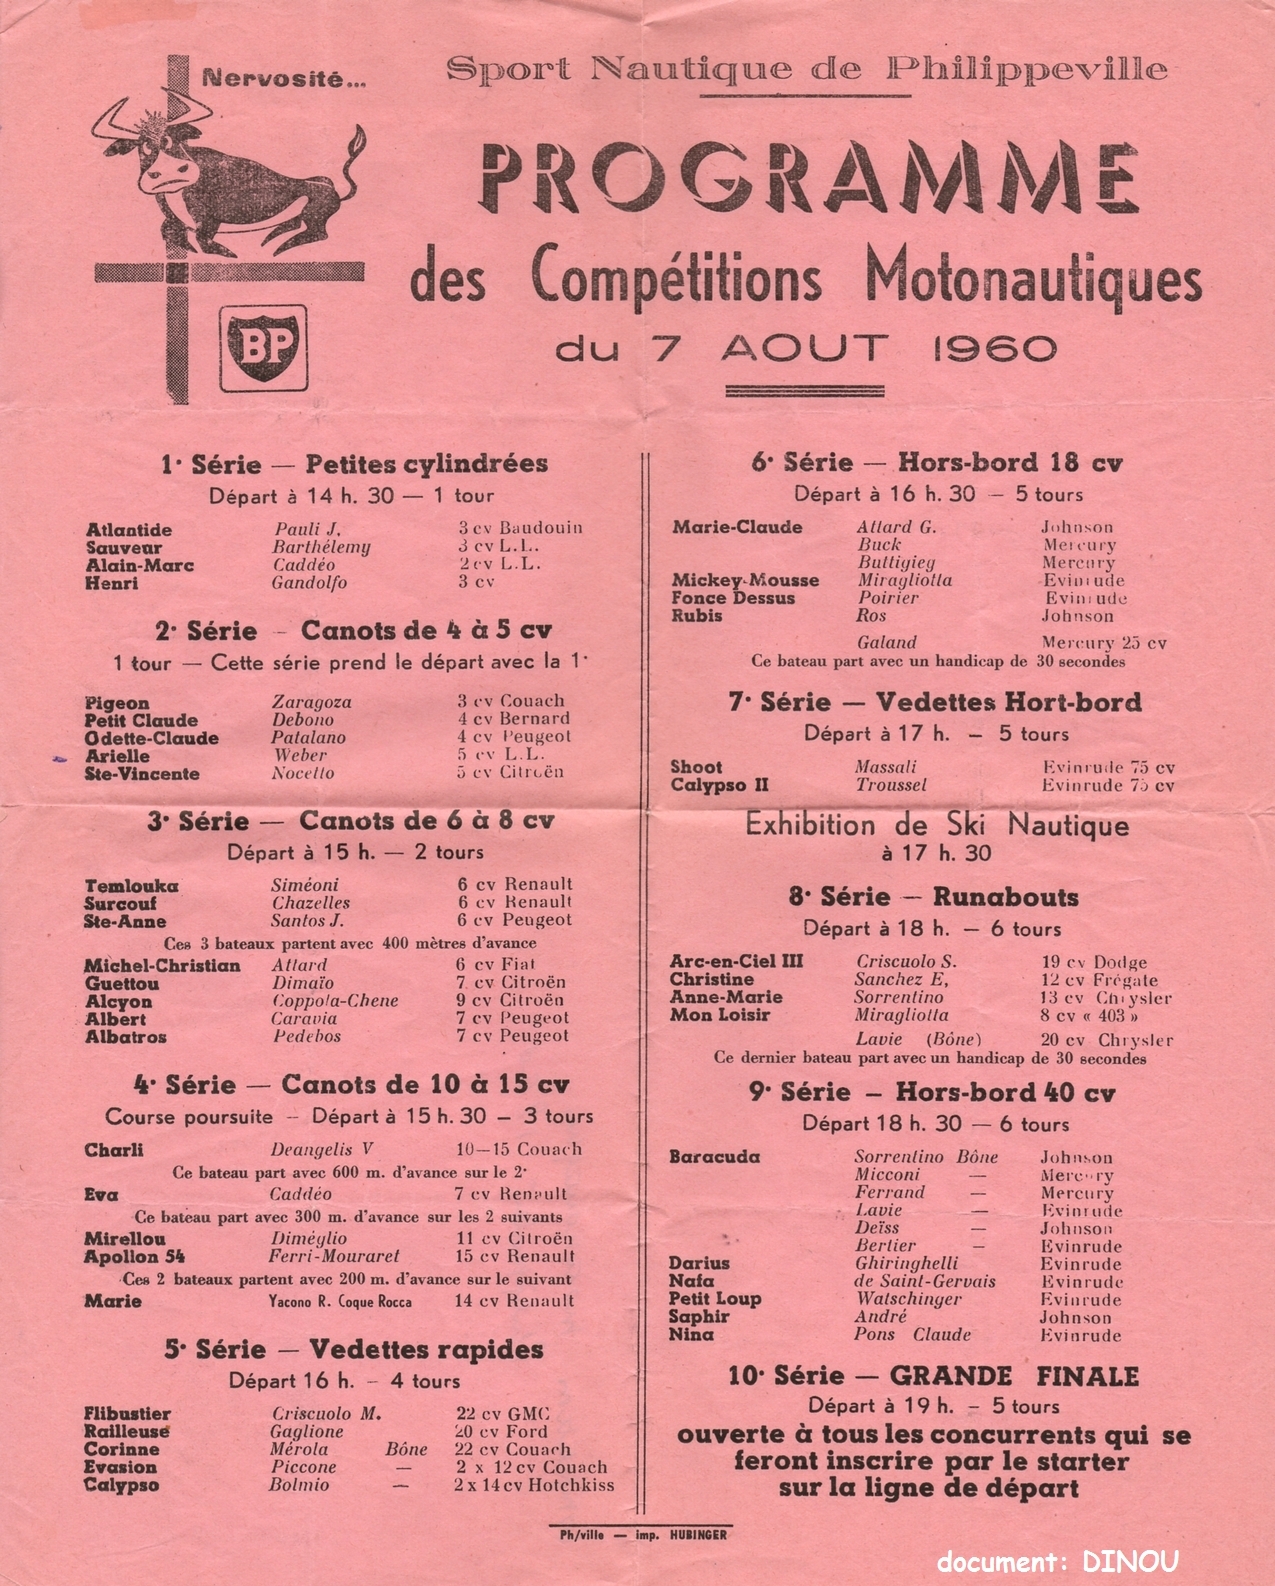 Nervosité...
BP
Sport Nautique de Philippeville
PROGRAMME
des Compétitions Motonautiques
du 7 AOUT 1960
1e Série — Petites cylindrées
Départ à 14 h. 30 — 1 tour
Atlantide Pauli J. 3 cv Baudouin
Sauveur Barthélemy 3 cv L.L.
Alain-Marc Caddéo 2 cv L.L.
Henri Gandolfo 3 cv
2e Série - Canots de 4 à 5 cv
1 tour — Cette série prend le départ avec la 1e
Pigeon Zaragoza 3 cv Couach
Petit Claude Debono 4 cv Bernard
Odette-Claude Patalano 4 cv Peugeot
Arielle Weber 5 cv L.L.
Ste-Vincente Nocetto 5 cv Citroën
3e Série — Canots de 6 à 8 cv
Départ à 15 h. — 2 tours
Temlouka Siméoni 6 cv Renault
Surcouf Chazelles 6 cv Renault
Ste-Anne Santos J. 6 cv Peugeot
Ces 3 bateaux partent avec 400 mètres d'avance
Michel-Christian Attard 6 cv Fiat
Guettou Dimaïo 7 cv Citroën
Alcyon Coppola-Chene 9 cv Citroën
Albert Caravia 7 cv Peugeot
Albatros Pedebos 7 cv Peugeot
4e Série — Canots de 10 à 15 cv
Course poursuite — Départ à 15 h. 30 — 3 tours
Charli Deangelis V 10—15 Couach
Ce bateau part avec 600 m. d'avance sur le 2e
Eva Caddéo 7 cv Renault
Ce bateau part avec 300 m. d'avance sur les 2 suivants
Mirellou Diméglio 11 cv Citroën
Apollon 54 Ferri-Mouraret 15 cv Renault
Ces 2 bateaux partent avec 200 m. d'avance sur le suivant
Marie Yacono R. Coque Rocca 14 cv Renault
5e Série — Vedettes rapides
Départ 16 h. — 4 tours
Flibustier Criscuolo M. 22 cv GMC
Railleuse Gaglione 20 cv Ford
Corinne Mérola Bône 22 cv Couach
Evasion Piccone — 2 x 12 cv Couach
Calypso Bolmio — 2 x 14 cv Hotchkiss
6e Série — Hors-bord 18 cv
Départ à 16 h. 30 — 5 tours
Marie-Claude Attard G. Johnson
Buck Mercury
Buttigieg Mercury
Mickey-Mousse Miragliotta Evinrude
Fonce Dessus Poirier Evinrude
Rubis Ros Johnson
Galand Mercury 25 cv
Ce bateau part avec un handicap de 30 secondes
7e Série — Vedettes Hort-bord
Départ à 17 h. — 5 tours
Shoot Massali Evinrude 75 cv
Calypso II Troussel Evinrude 75 cv
Exhibition de Ski Nautique
à 17 h. 30
8e Série — Runabouts
Départ à 18 h. — 6 tours
Arc-en-Ciel III Criscuolo S. 19 cv Dodge
Christine Sanchez E, 12 cv Frégate
Anne-Marie Sorrentino 13 cv Chrysler
Mon Loisir Miragliotta 8 cv « 403 »
Lavie (Bône) 20 cv Chrysler
Ce dernier bateau part avec un handicap de 30 secondes
9e Série — Hors-bord 40 cv
Départ 18 h. 30 — 6 tours
Baracuda Sorrentino Bône Johnson
Micconi — Mercury
Ferrand — Mercury
Lavie — Evinrude
Deïss — Johnson
Bertier — Evinrude
Darius Ghiringhelli Evinrude
Nafa de Saint-Gervais Evinrude
Petit Loup Watschinger Evinrude
Saphir André Johnson
Nina Pons Claude Evinrude
10e Série — GRANDE FINALE
Départ à 19 h. — 5 tours
ouverte à tous les concurrents qui se
feront inscrire par le starter
sur la ligne de départ
Ph/ville — imp. HUBINGER
document: DINOU